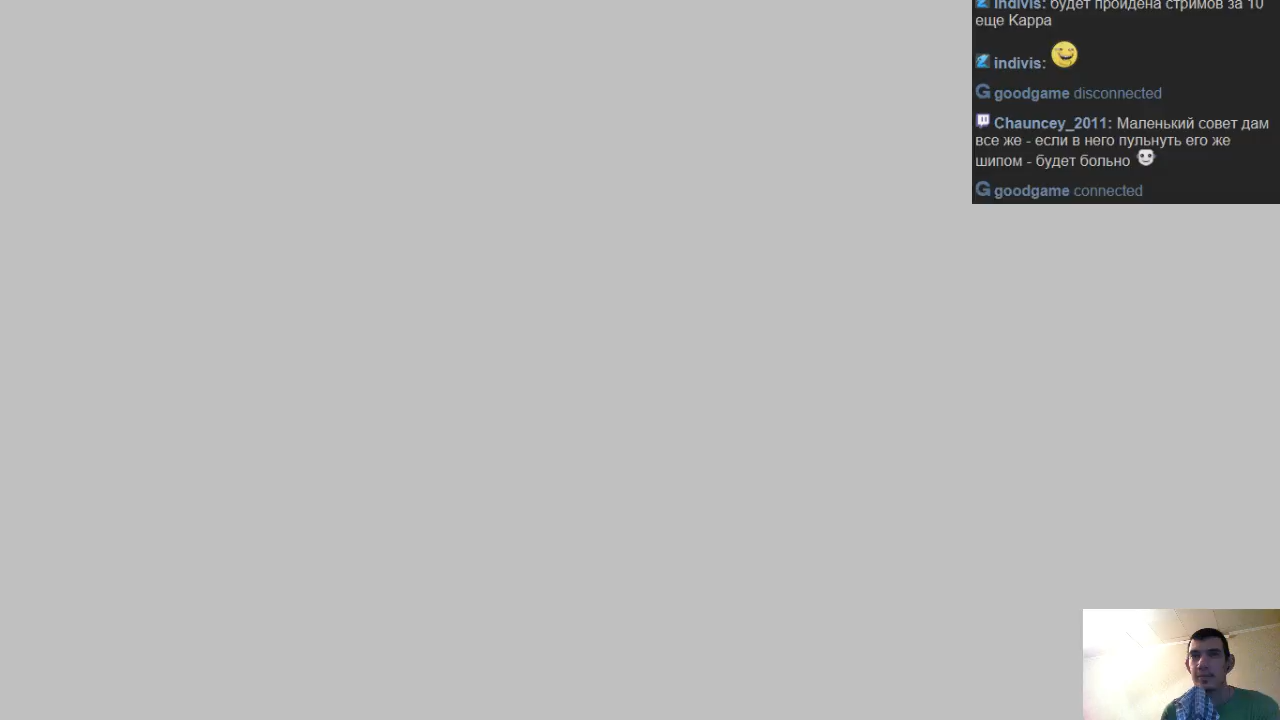 indivis: будет пройдена стримов за 10
еще Kappa
indivis:
goodgame disconnected
Chauncey_2011: Маленький совет дам
все же - если в него пульнуть его же
шипом - будет больно
goodgame connected